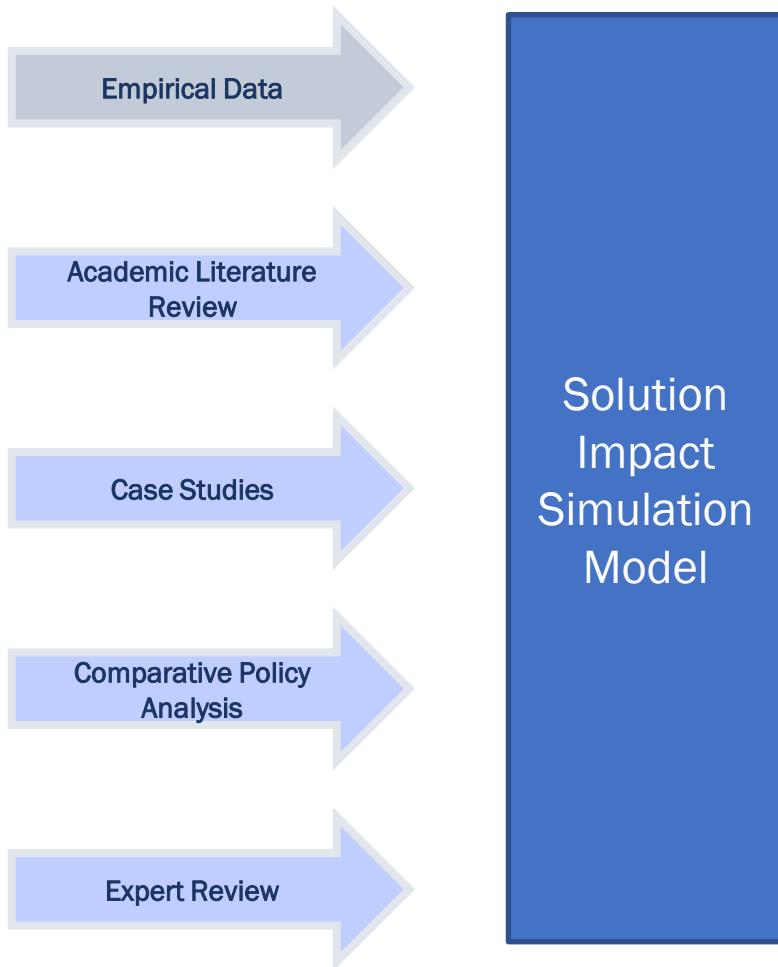 Empirical Data
Academic Literature
Review
Case Studies
Comparative Policy
Analysis
Expert Review
Solution
Impact
Simulation
Model